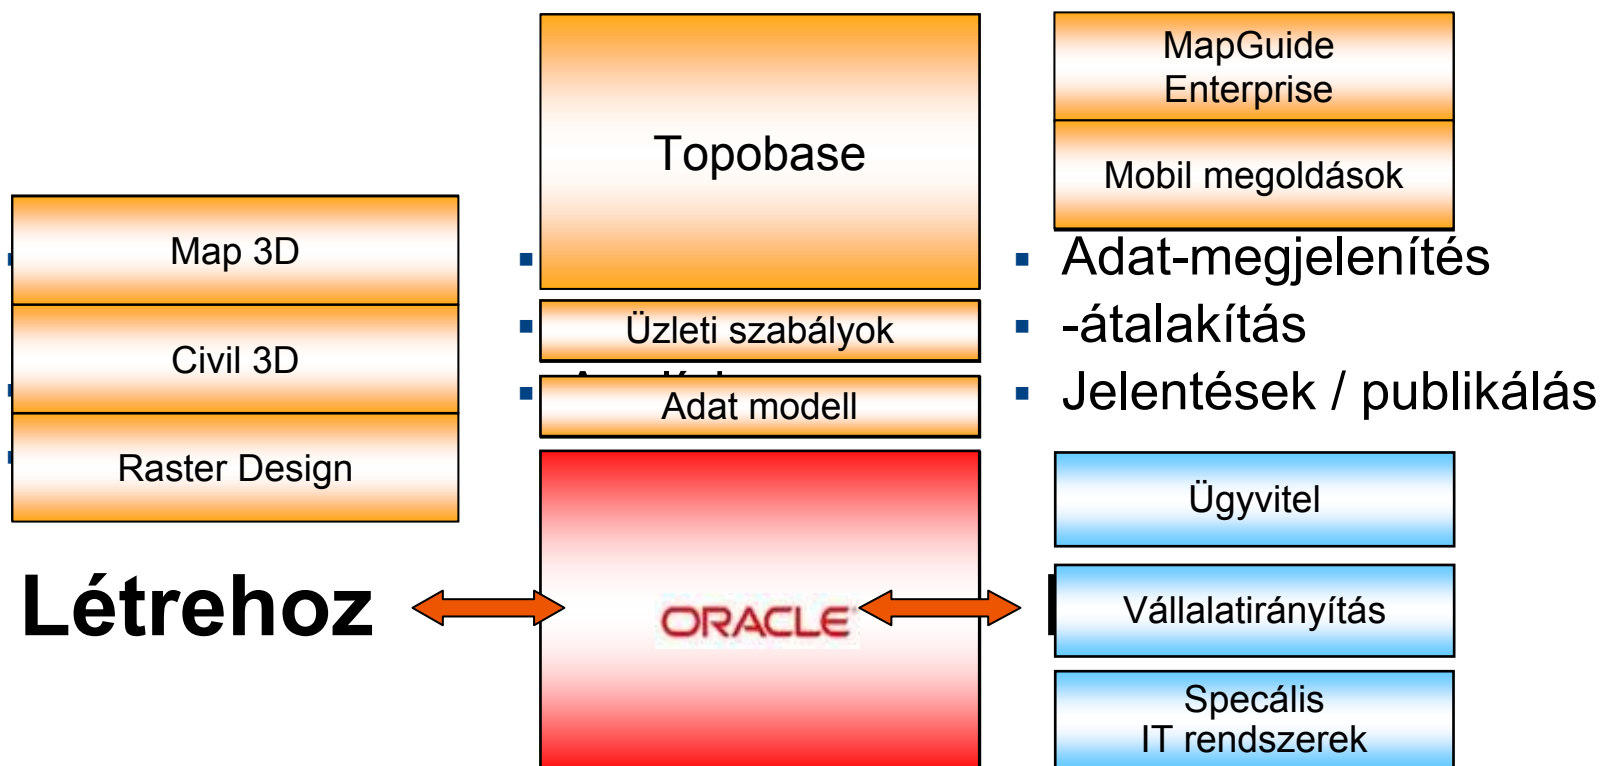 Map 3D
Civil 3D
Raster Design
Létrehoz
Topobase
Üzleti szabályok
Adat modell
ORACLE
MapGuide
Enterprise
Mobil megoldások
Adat-megjelenítés
-átalakítás
Jelentések / publikálás
Ügyvitel
Vállalatirányítás
Specális
IT rendszerek